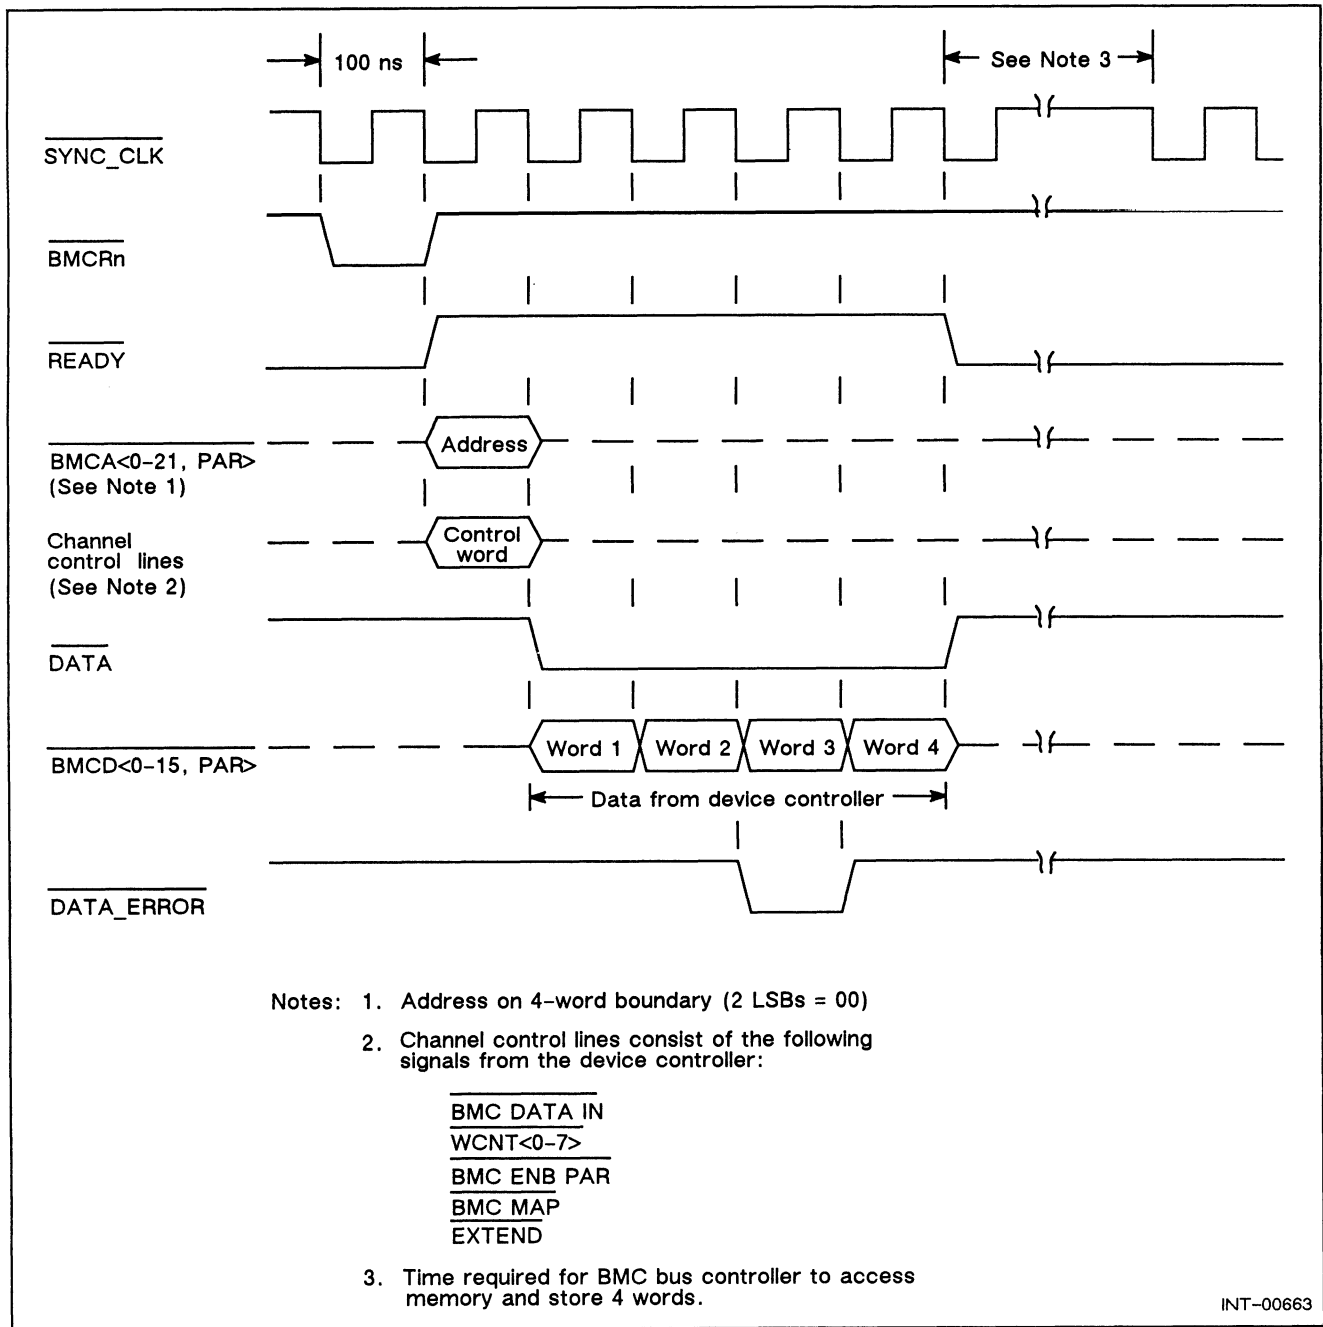 100 ns
See Note 3
SYNC_CLK
BMCRn
READY
Address
BMCA<0-21, PAR>
(See Note 1)
Control
word
Channel
control lines
(See Note 2)
DATA
Word 1 Word 2 Word 3 Word 4
BMCD<0-15, PAR>
Data from device controller
DATA_ERROR
Notes: 1. Address on 4-word boundary (2 LSBs = 00)
2. Channel control lines consist of the following
signals from the device controller:
BMC DATA IN
WCNT<0-7>
BMC ENB PAR
BMC MAP
EXTEND
3. Time required for BMC bus controller to access
memory and store 4 words.
INT-00663